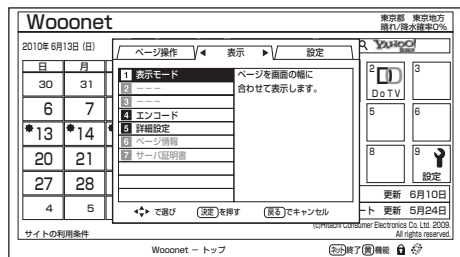 Wooonet
東京都 東京地方
晴れ/降水確率0%
2010年 6月13日 (日)
ページ操作 表示 設定
YAHOO!
日 月
30 31
6 7
13 14
20 21
27 28
4 5
1 表示モード
2 −−−
3 −−−
4 エンコード
5 詳細設定
6 ページ情報
7 サーバ証明書
ページを画面の幅に
合わせて表示します。
で選び 決定を押す 戻るでキャンセル
2 DoTV
3
5
6
8
9 設定
更新 6月10日
ート 更新 5月24日
サイトの利用条件
(c)Hitachi Consumer Electronics Co. Ltd. 2009.
All rights reserved.
Wooonet − トップ
ネット終了 黄機能